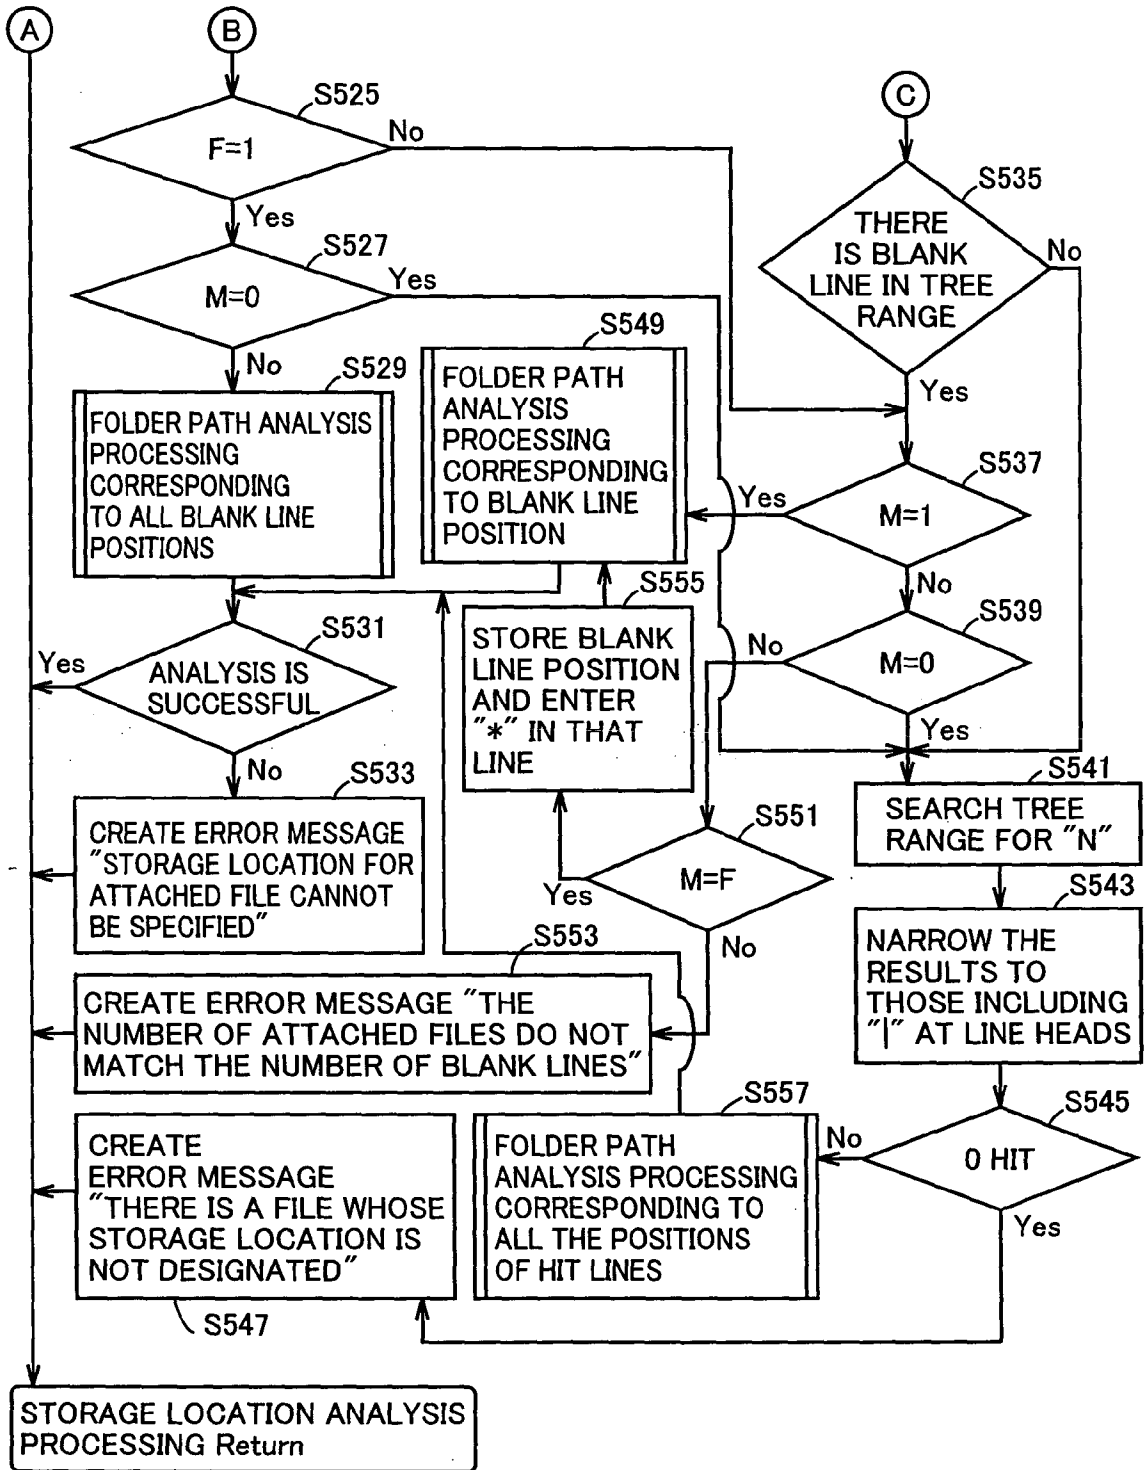 A
B
S525
F=1
No
Yes
S527
M=0
Yes
No
S529
FOLDER PATH ANALYSIS
PROCESSING
CORRESPONDING
TO ALL BLANK LINE
POSITIONS
S531
Yes
ANALYSIS IS
SUCCESSFUL
No
S533
CREATE ERROR MESSAGE
"STORAGE LOCATION FOR
ATTACHED FILE CANNOT
BE SPECIFIED"
S549
FOLDER PATH
ANALYSIS
PROCESSING
CORRESPONDING
TO BLANK LINE
POSITION
S555
STORE BLANK
LINE POSITION
AND ENTER
"*" IN THAT
LINE
C
S535
THERE
IS BLANK
LINE IN TREE
RANGE
No
Yes
S537
Yes
M=1
No
S539
No
M=0
Yes
S541
SEARCH TREE
RANGE FOR "N"
S543
NARROW THE
RESULTS TO
THOSE INCLUDING
"|" AT LINE HEADS
S545
No
0 HIT
Yes
S551
M=F
Yes
No
S553
CREATE ERROR MESSAGE "THE
NUMBER OF ATTACHED FILES DO NOT
MATCH THE NUMBER OF BLANK LINES"
S557
FOLDER PATH
ANALYSIS PROCESSING
CORRESPONDING TO
ALL THE POSITIONS
OF HIT LINES
CREATE
ERROR MESSAGE
"THERE IS A FILE WHOSE
STORAGE LOCATION IS
NOT DESIGNATED"
S547
STORAGE LOCATION ANALYSIS
PROCESSING Return